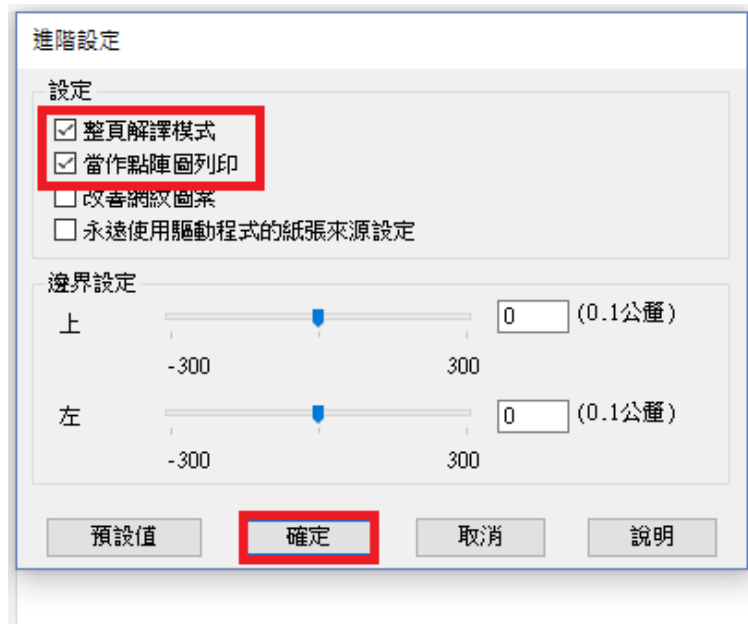 進階設定
設定
整頁解譯模式
當作點陣圖列印
改善網紋圖案
永遠使用驅動程式的紙張來源設定
邊界設定
上
0
(0.1公釐)
-300
300
左
0
(0.1公釐)
-300
300
預設值
確定
取消
說明